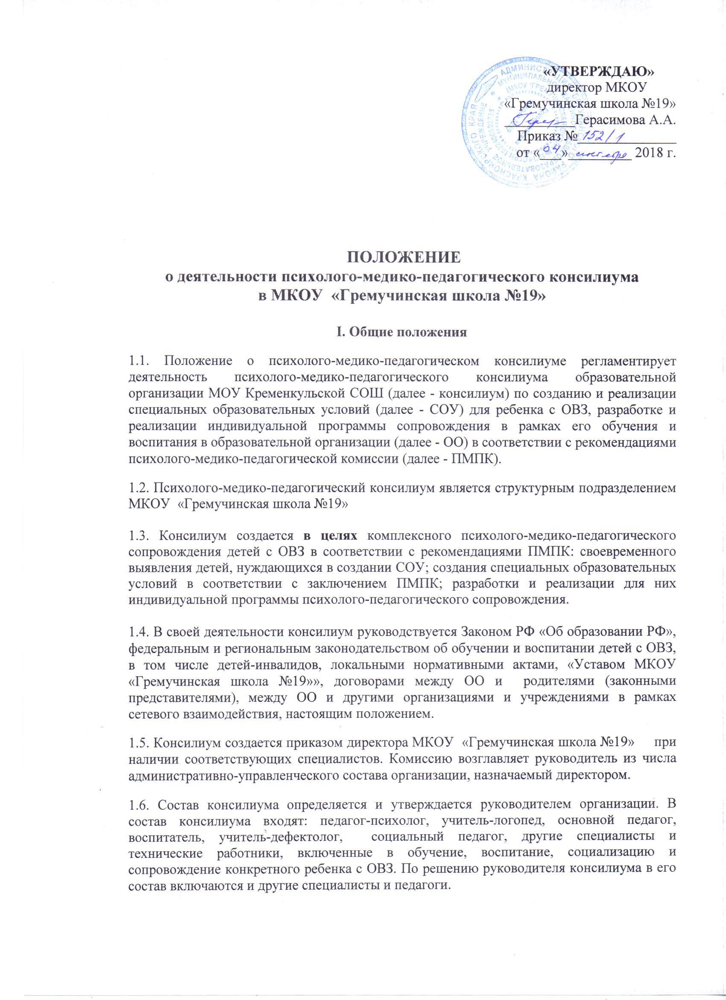 «УТВЕРЖДАЮ»
директор МКОУ
«Гремучинская школа №19»
Герасимова А.А.
Приказ № 152/1
от «04» 2018 г.
ПОЛОЖЕНИЕ
о деятельности психолого-медико-педагогического консилиума
в МКОУ «Гремучинская школа №19»
I. Общие положения
1.1. Положение о психолого-медико-педагогическом консилиуме регламентирует
деятельность психолого-медико-педагогического консилиума образовательной
организации МОУ Кременкульской СОШ (далее - консилиум) по созданию и реализации
специальных образовательных условий (далее - СОУ) для ребенка с ОВЗ, разработке и
реализации индивидуальной программы сопровождения в рамках его обучения и
воспитания в образовательной организации (далее - ОО) в соответствии с рекомендациями
психолого-медико-педагогической комиссии (далее - ПМПК).
1.2. Психолого-медико-педагогический консилиум является структурным подразделением
МКОУ «Гремучинская школа №19»
1.3. Консилиум создается в целях комплексного психолого-медико-педагогического
сопровождения детей с ОВЗ в соответствии с рекомендациями ПМПК: своевременного
выявления детей, нуждающихся в создании СОУ; создания специальных образовательных
условий в соответствии с заключением ПМПК; разработки и реализации для них
индивидуальной программы психолого-педагогического сопровождения.
1.4. В своей деятельности консилиум руководствуется Законом РФ «Об образовании РФ»,
федеральным и региональным законодательством об обучении и воспитании детей с ОВЗ,
в том числе детей-инвалидов, локальными нормативными актами, «Уставом МКОУ
«Гремучинская школа №19»», договорами между ОО и родителями (законными
представителями), между ОО и другими организациями и учреждениями в рамках
сетевого взаимодействия, настоящим положением.
1.5. Консилиум создается приказом директора МКОУ «Гремучинская школа №19» при
наличии соответствующих специалистов. Комиссию возглавляет руководитель из числа
административно-управленческого состава организации, назначаемый директором.
1.6. Состав консилиума определяется и утверждается руководителем организации. В
состав консилиума входят: педагог-психолог, учитель-логопед, основной педагог,
воспитатель, учитель-дефектолог, социальный педагог, другие специалисты и
технические работники, включенные в обучение, воспитание, социализацию и
сопровождение конкретного ребенка с ОВЗ. По решению руководителя консилиума в его
состав включаются и другие специалисты и педагоги.